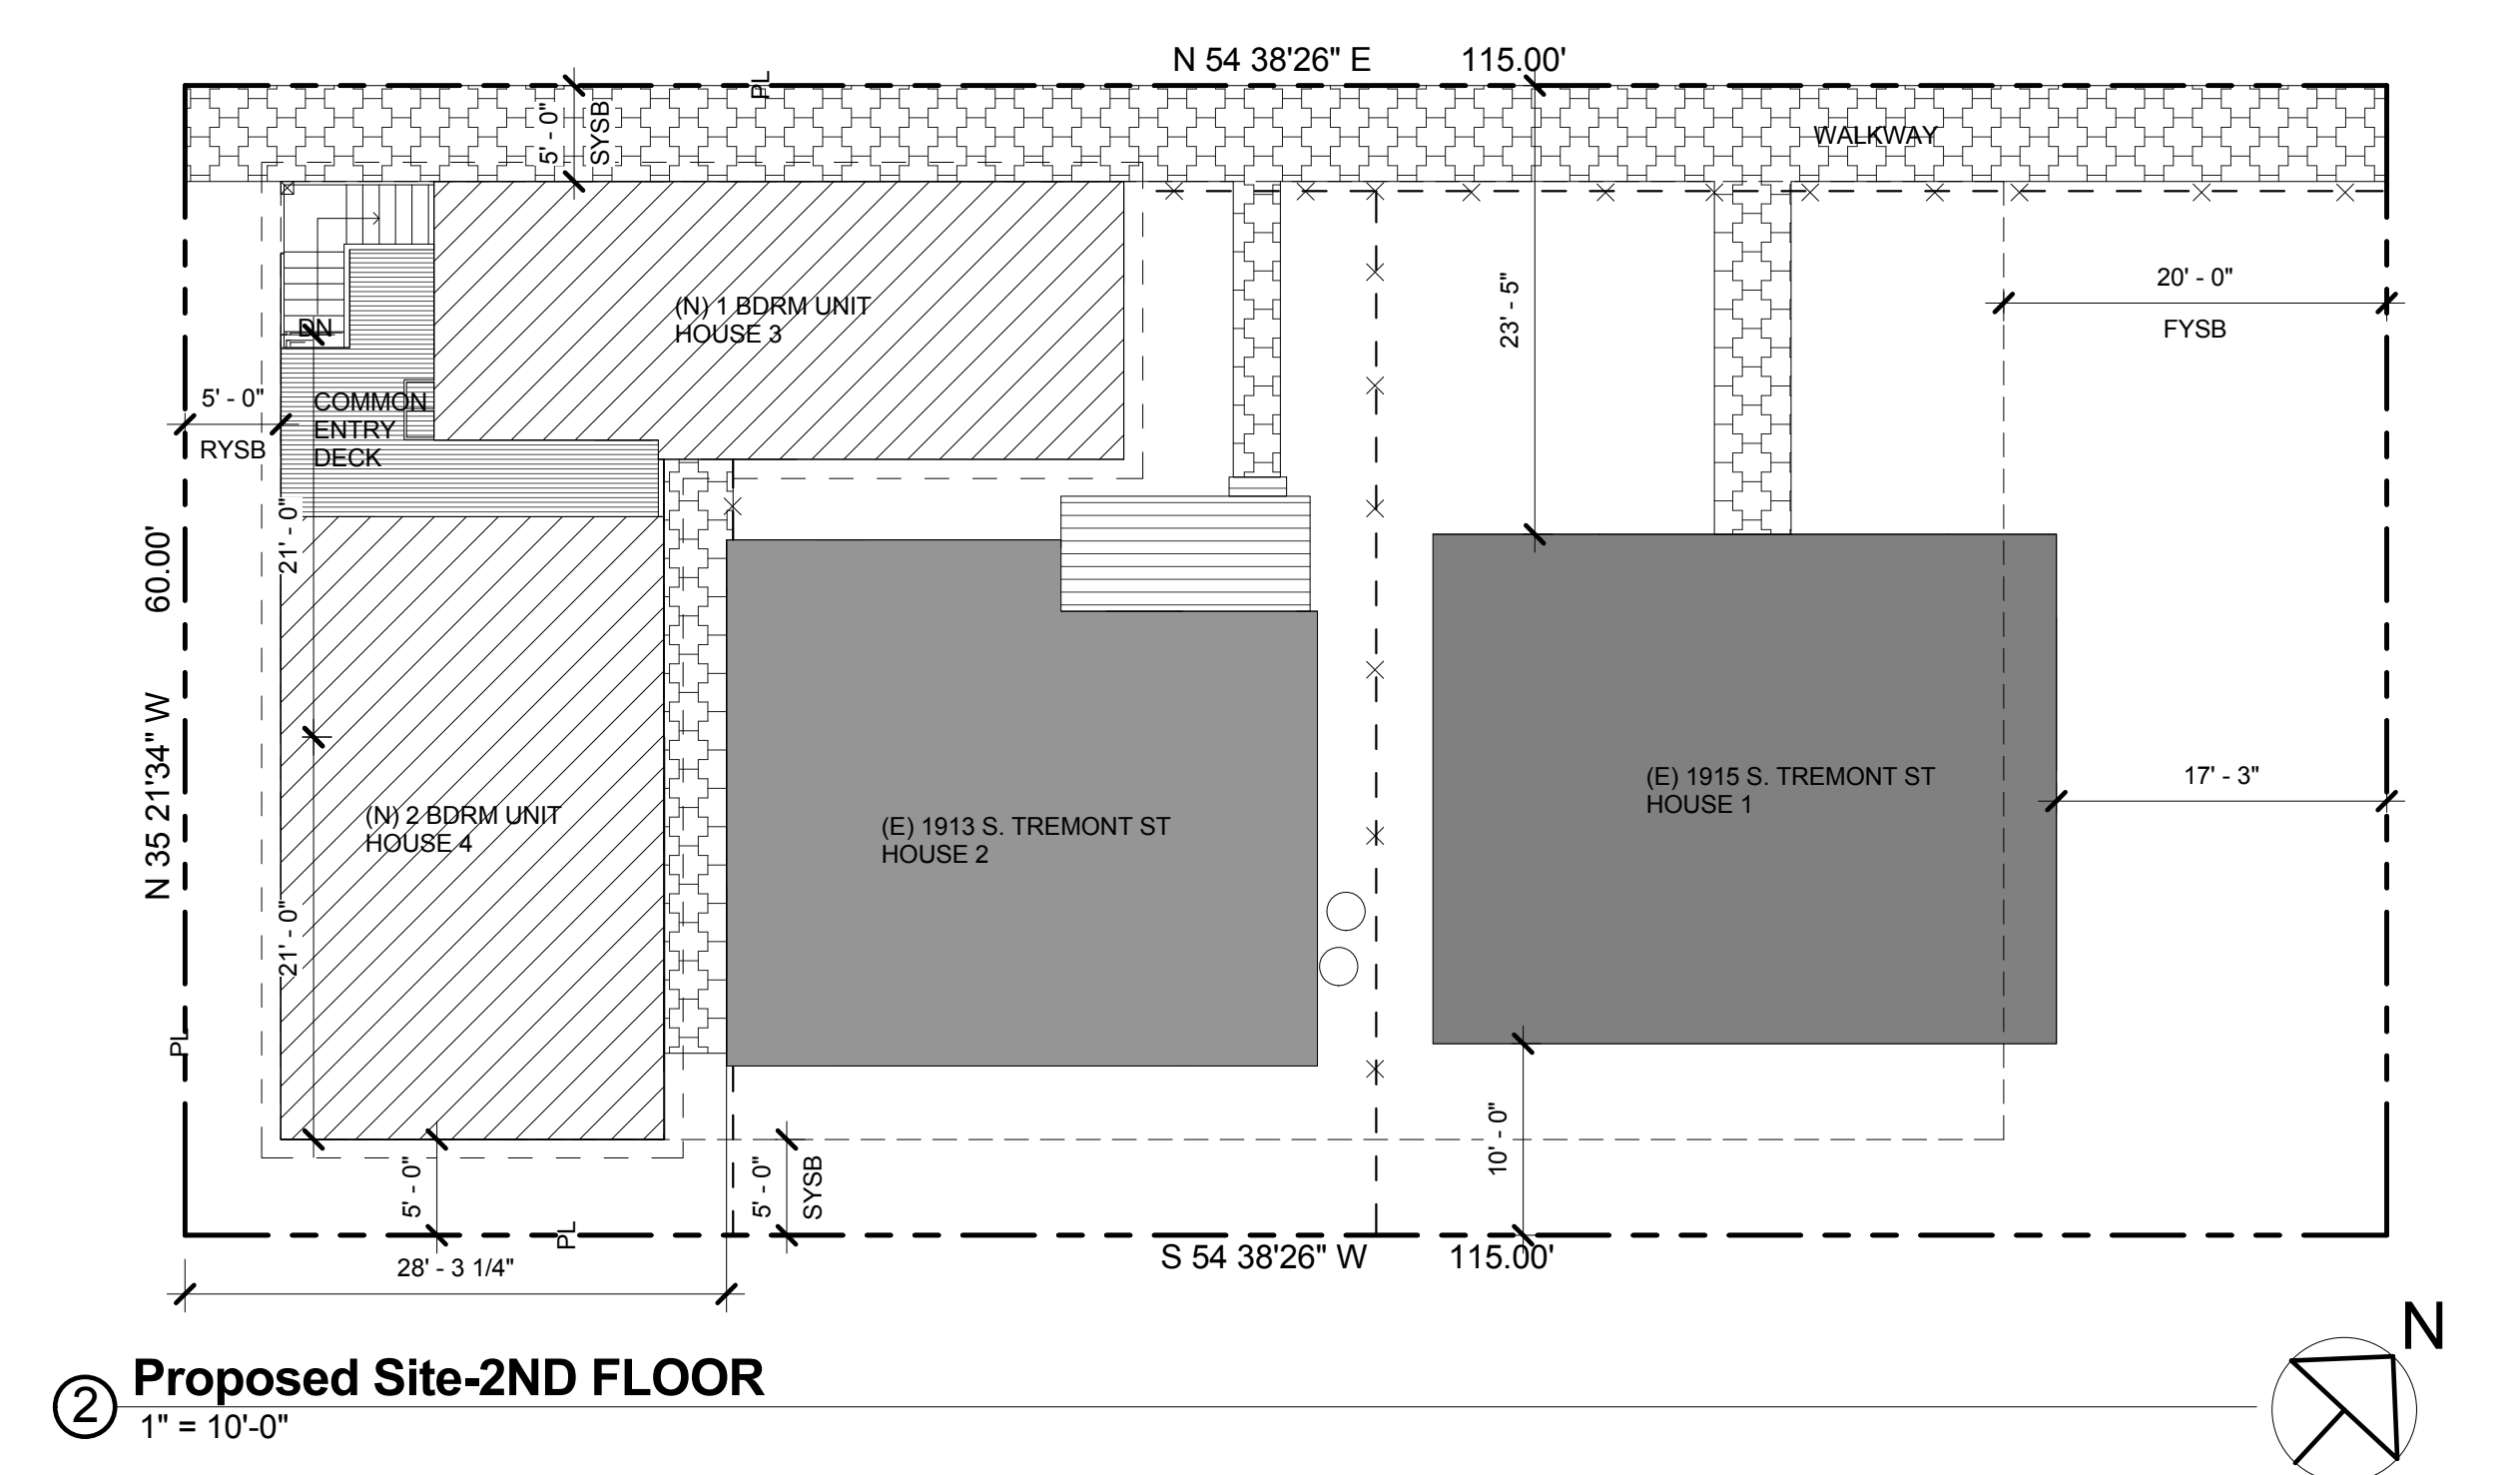 N 54 38'26" E 115.00'
PL
5' - 0"
SYSB
WALKWAY
20' - 0"
FYSB
23' - 5"
(N) 1 BDRM UNIT
HOUSE 3
DN
5' - 0"
RYSB
COMMON
ENTRY
DECK
21' - 0"
N 35 21'34" W 60.00'
(E) 1915 S. TREMONT ST
HOUSE 1
17' - 3"
(N) 2 BDRM UNIT
HOUSE 4
(E) 1913 S. TREMONT ST
HOUSE 2
21' - 0"
PL
10' - 0"
5' - 0"
5' - 0"
SYSB
PL
S 54 38'26" W 115.00'
28' - 3 1/4"
N
2 Proposed Site-2ND FLOOR
1" = 10'-0"